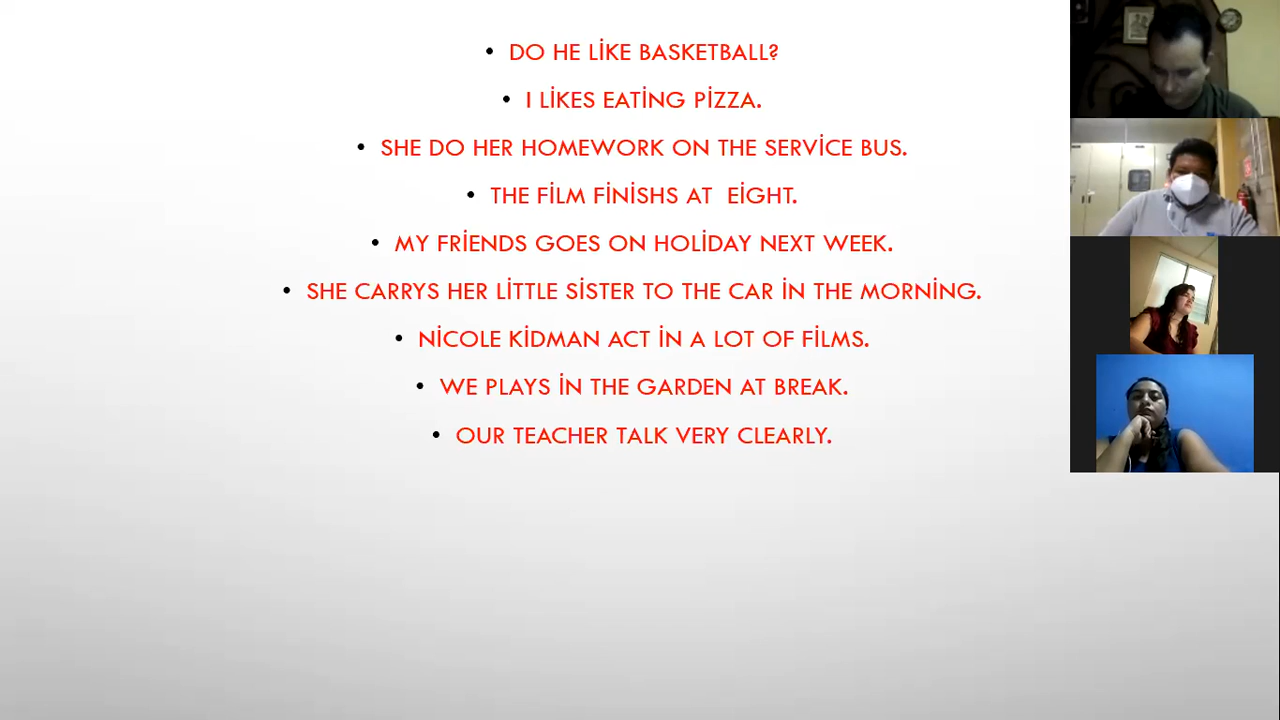 DO HE LİKE BASKETBALL?
I LİKES EATİNG PİZZA.
SHE DO HER HOMEWORK ON THE SERVİCE BUS.
THE FİLM FİNİSHS AT EİGHT.
MY FRİENDS GOES ON HOLİDAY NEXT WEEK.
SHE CARRYS HER LİTTLE SİSTER TO THE CAR İN THE MORNİNG.
NİCOLE KİDMAN ACT İN A LOT OF FİLMS.
WE PLAYS İN THE GARDEN AT BREAK.
OUR TEACHER TALK VERY CLEARLY.